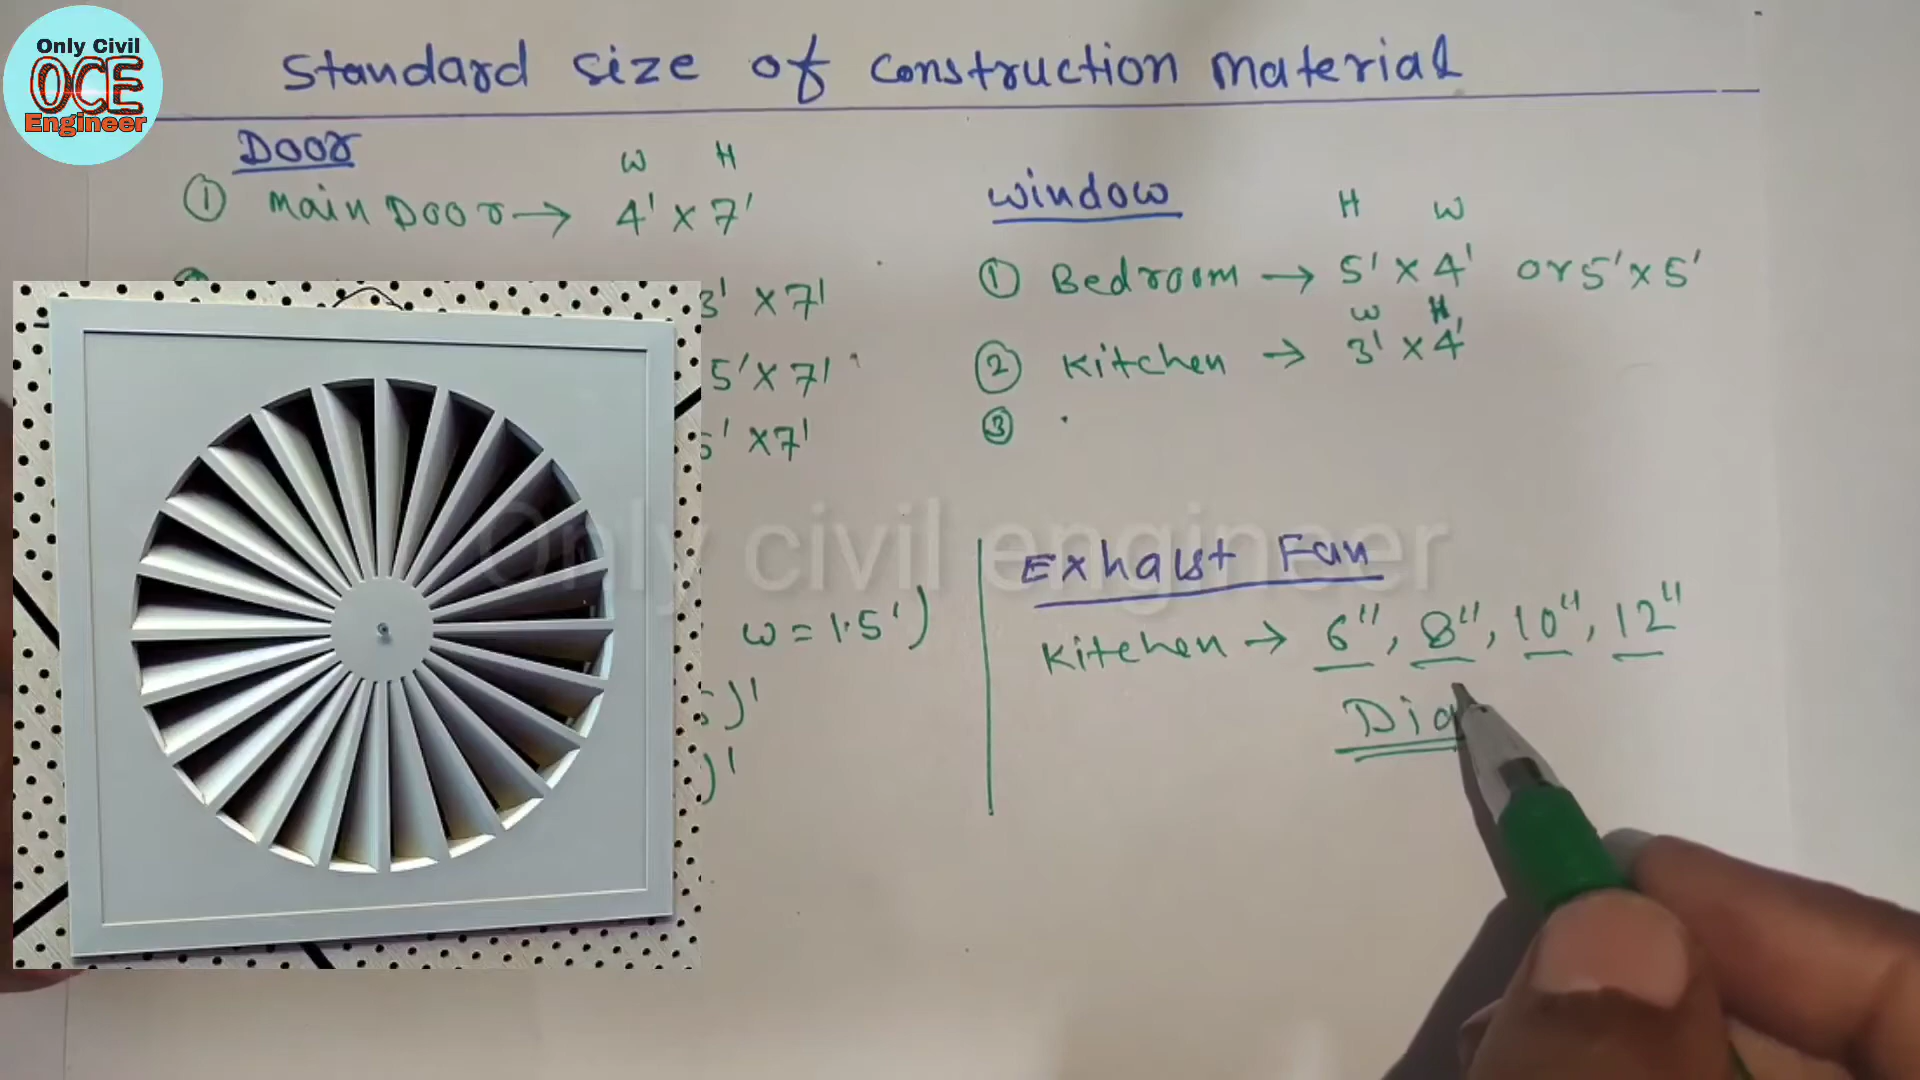 Only Civil
OCE
Engineer
Standard size of construction material
Door
W H
① Main Door → 4' x 7'
3' x 7'
5' x 7'
5' x 7'
w = 1.5')
)'
)'
Window
H W
① Bedroom → 5' x 4' or 5' x 5'
W H
② Kitchen → 3' x 4'
③
Only civil engineer
Exhaust Fan
Kitchen → 6", 8", 10", 12"
Dia